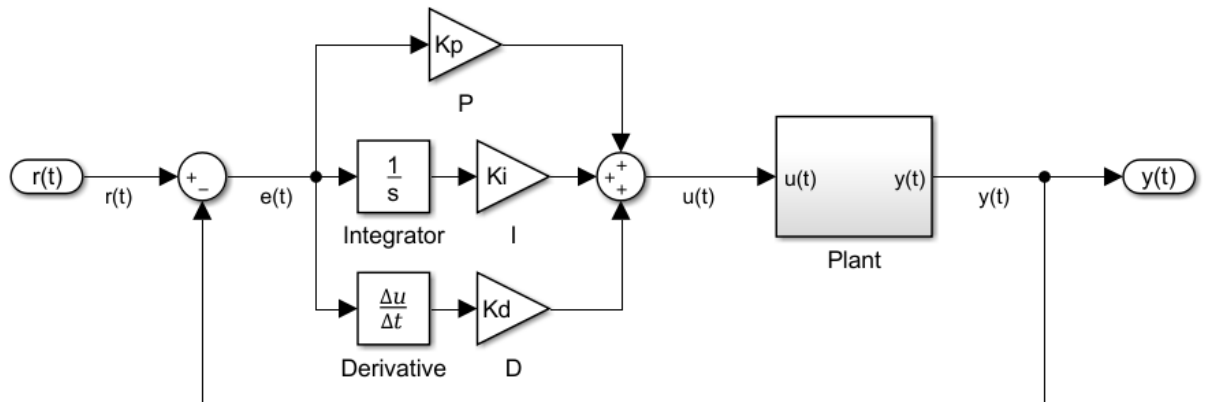 Kp
P
r(t)
r(t)
+
−
e(t)
1
s
Integrator
Ki
I
+
+
+
u(t)
u(t)
y(t)
Plant
y(t)
y(t)
Δu
Δt
Derivative
Kd
D